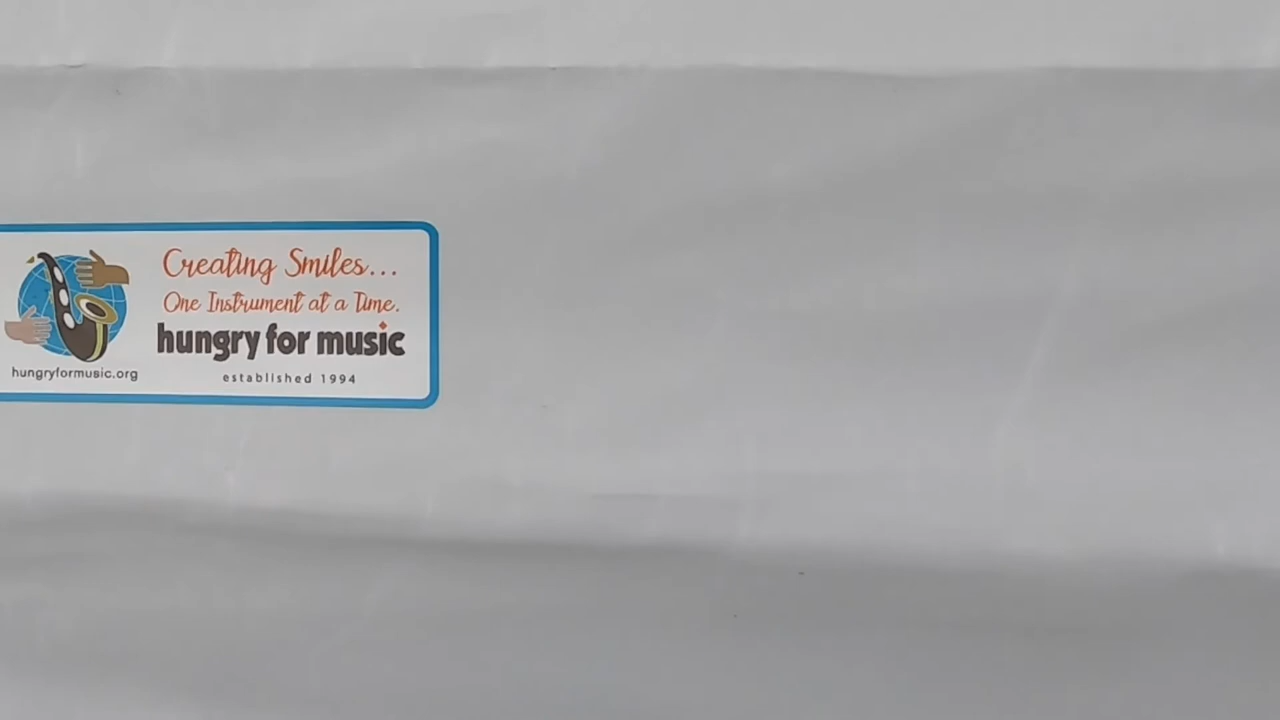 Creating Smiles...
One Instrument at a Time.
hungry for music
hungryformusic.org
established 1994